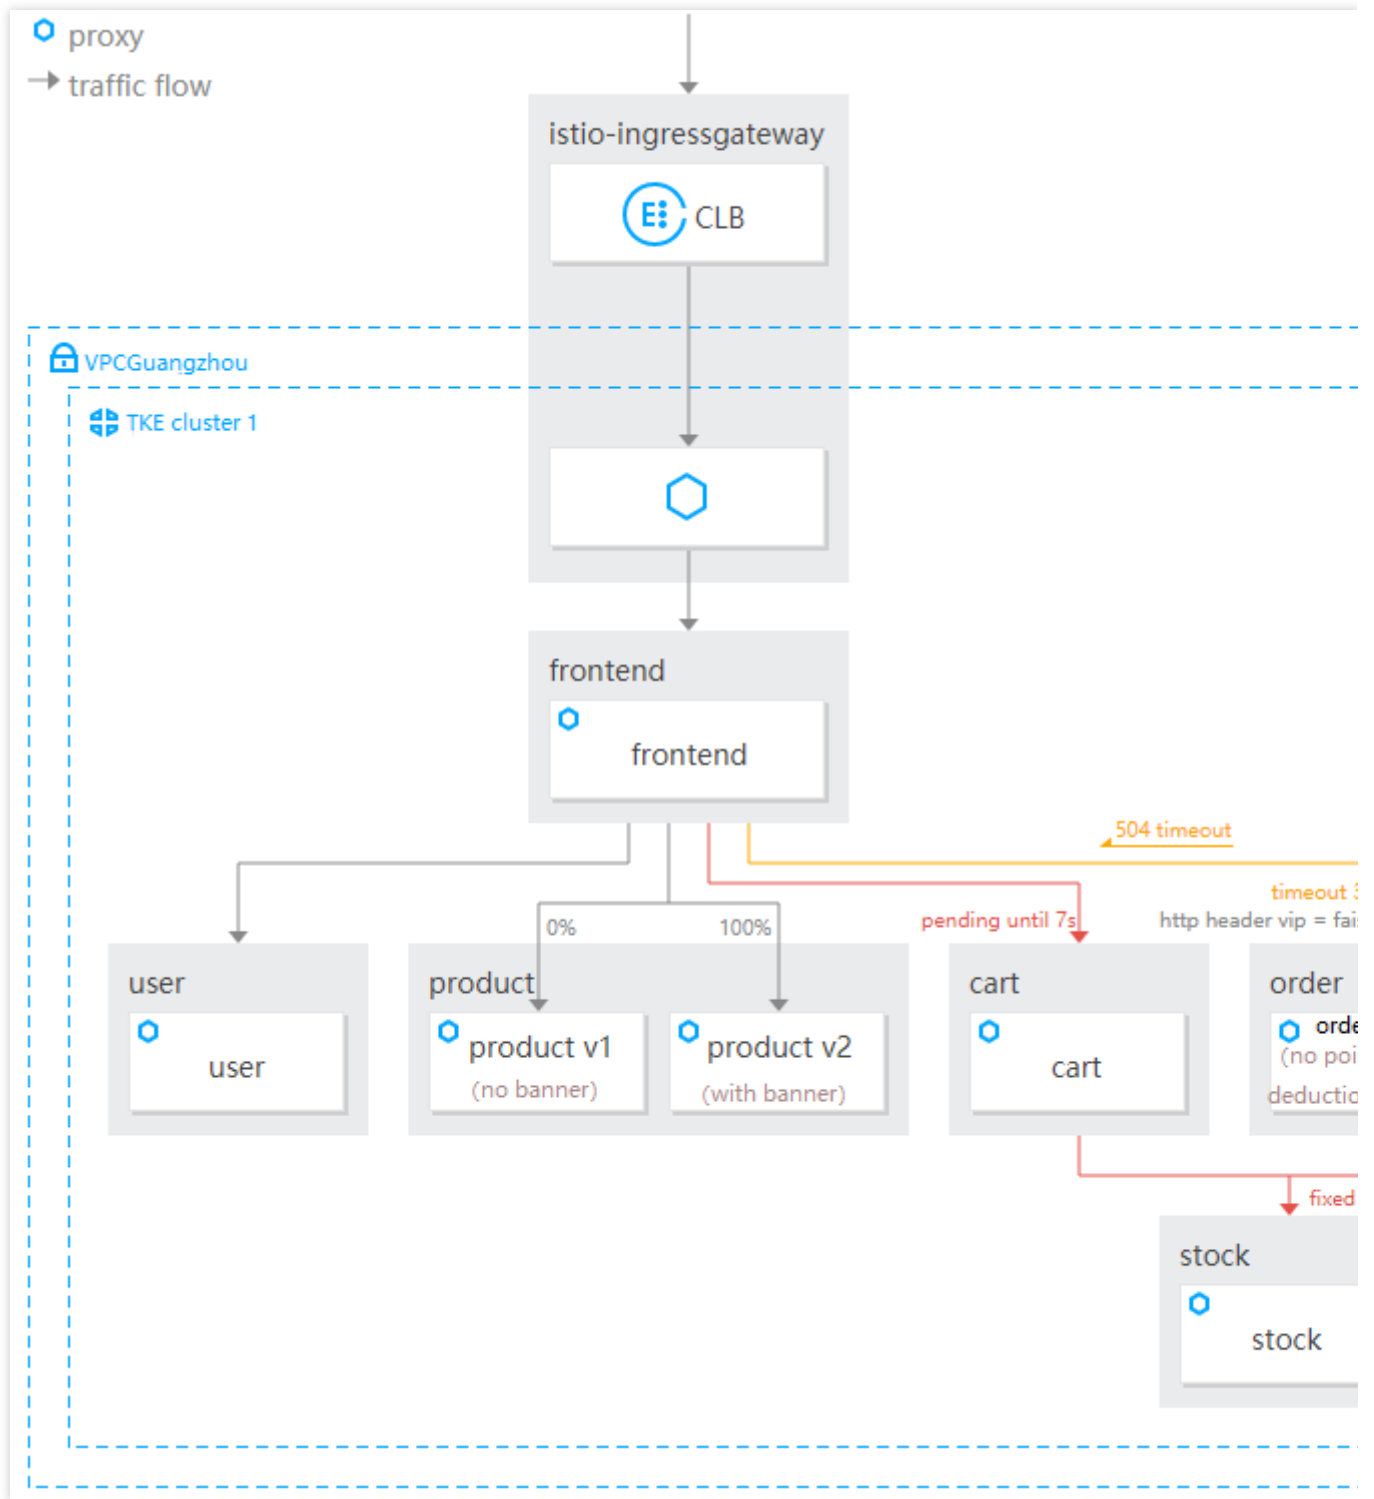 proxy
traffic flow
istio-ingressgateway
CLB
VPCGuangzhou
TKE cluster 1
frontend
frontend
504 timeout
timeout
0%
100%
pending until 7s
http header vip =
user
product
cart
order
user
product v1
(no banner)
product v2
(with banner)
cart
(no
fixed
stock
stock